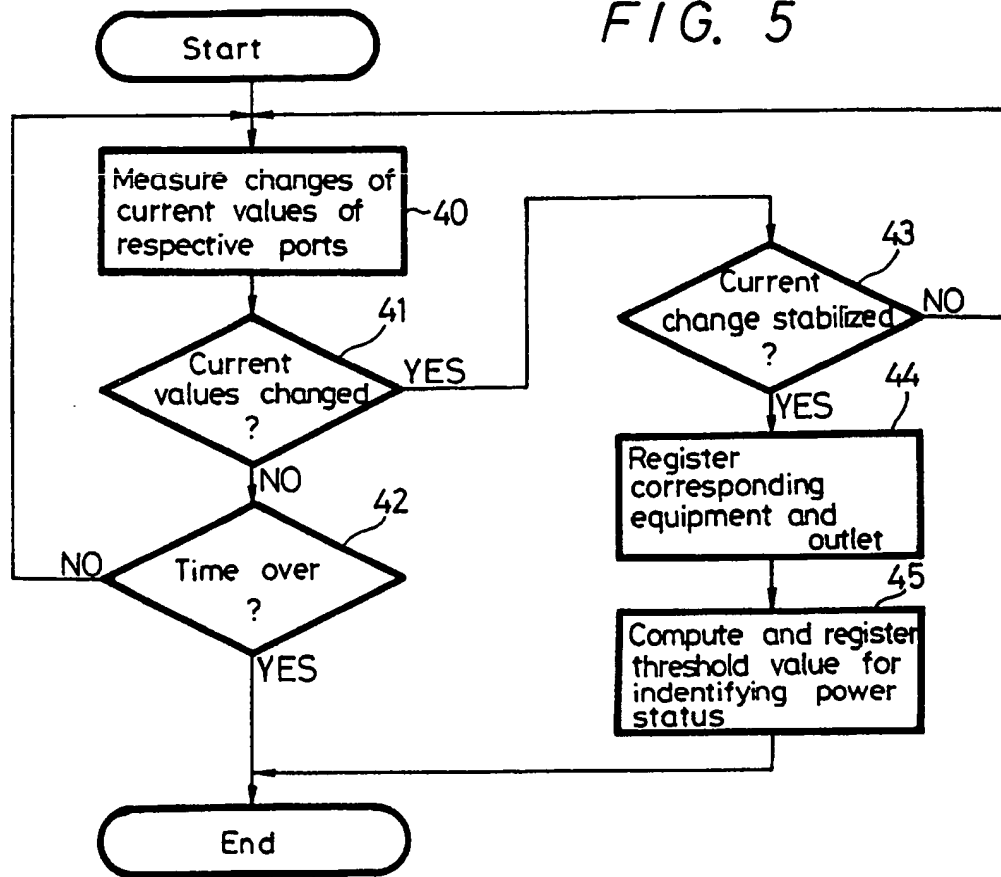 FIG. 5
Start
Measure changes of
current values of
respective ports
40
41
Current
values changed
?
YES
NO
42
Time over
?
NO
YES
43
Current
change stabilized
?
NO
YES
44
Register
corresponding
equipment and
outlet
45
Compute and register
threshold value for
indentifying power
status
End